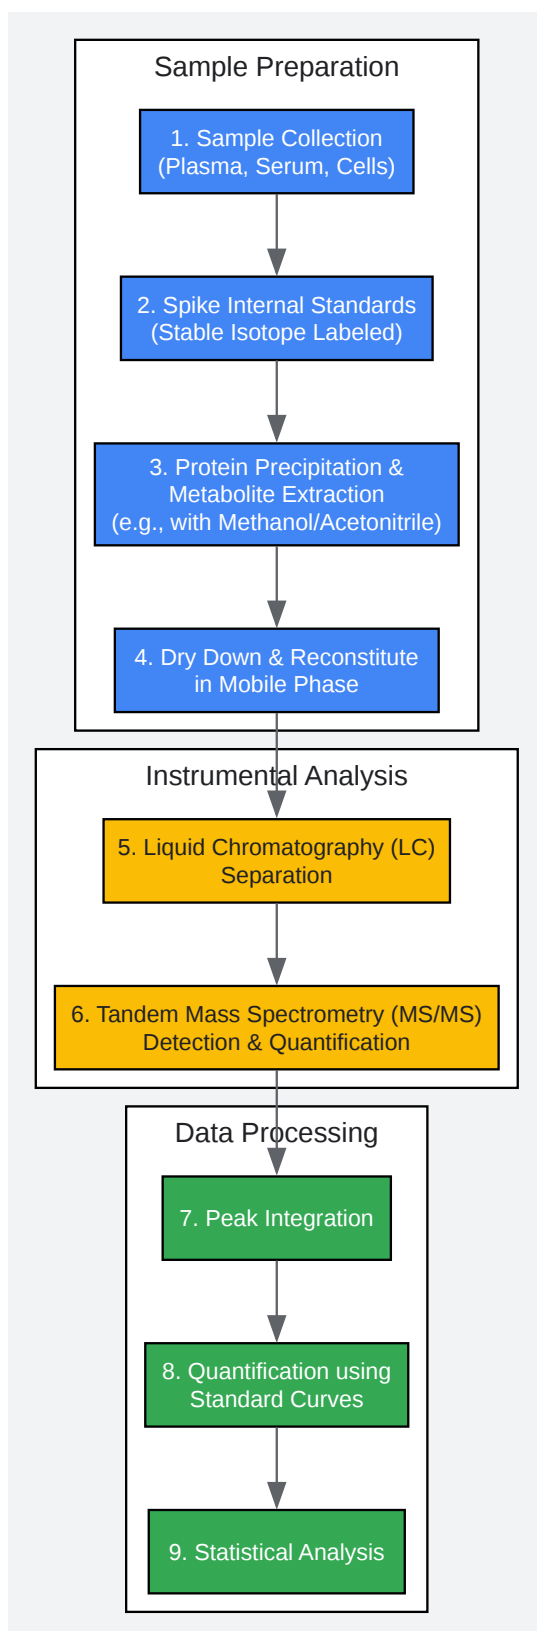 Sample Preparation
1. Sample Collection
(Plasma, Serum, Cells)
2. Spike Internal Standards
(Stable Isotope Labeled)
3. Protein Precipitation &
Metabolite Extraction
(e.g., with Methanol/Acetonitrile)
4. Dry Down & Reconstitute
in Mobile Phase
Instrumental Analysis
5. Liquid Chromatography (LC)
Separation
6. Tandem Mass Spectrometry (MS/MS)
Detection & Quantification
Data Processing
7. Peak Integration
8. Quantification using
Standard Curves
9. Statistical Analysis